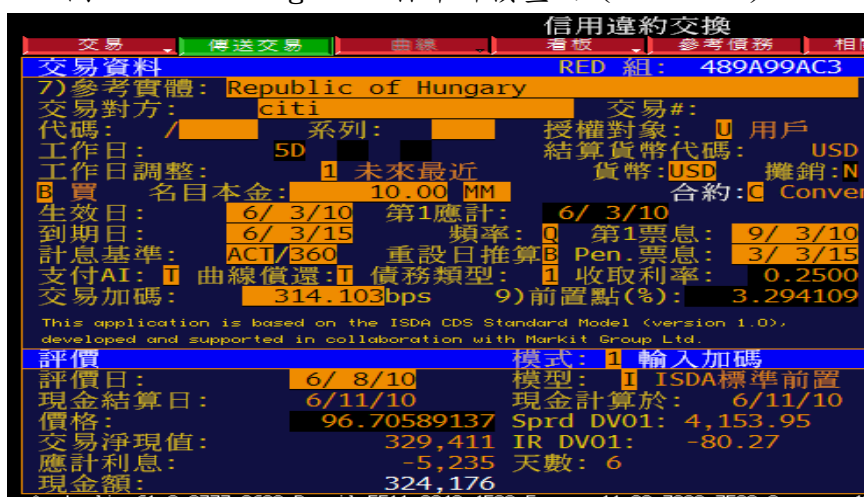 信用違約交換
交易 傳送交易 曲線 看板 參考債務 相
交易資料 RED 組: 489A99AC3
7)參考實體: Republic of Hungary
交易對方: citi 交易#:
代碼: / 系列: 授權對象: U 用戶
工作日: 5D 結算貨幣代碼: USD
工作日調整: 1 未來最近 貨幣:USD 攤銷:N
B 買 名目本金: 10.00 MM 合約:C Conver
生效日: 6/ 3/10 第1應計: 6/ 3/10
到期日: 6/ 3/15 頻率: Q 第1票息: 9/ 3/10
計息基準: ACT/360 重設日推算B Pen.票息: 3/ 3/15
支付AI: T 曲線償還:T 債務類型: 1 收取利率: 0.2500
交易加碼: 314.103bps 9)前置點(%): 3.294109
This application is based on the ISDA CDS Standard Model (version 1.0),
developed and supported in collaboration with Markit Group Ltd.
評價 模式: 1 輸入加碼
評價日: 6/ 8/10 模型: I ISDA標準前置
現金結算日: 6/11/10 現金計算於: 6/11/10
價格: 96.70589137 Sprd DV01: 4,153.95
交易淨現值: 329,411 IR DV01: -80.27
應計利息: -5,235 天數: 6
現金額: 324,176